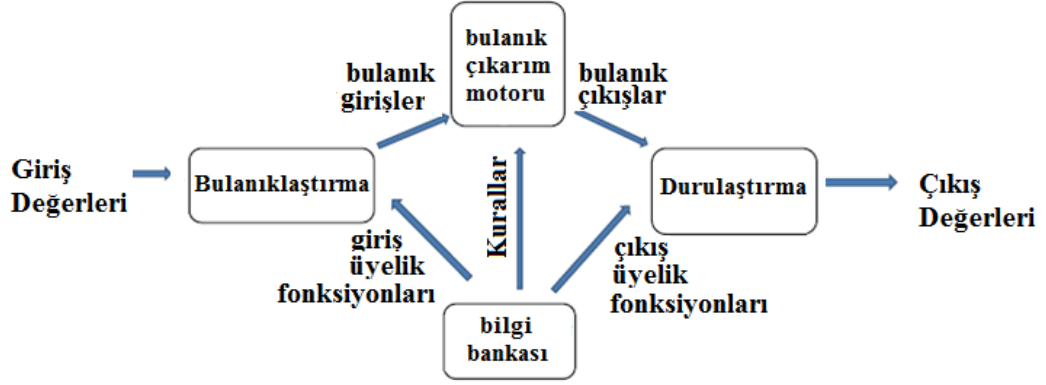 bulanık
çıkarım
motoru
bulanık
girişler
bulanık
çıkışlar
Giriş
Değerleri
Bulanıklaştırma
Kurallar
Durulaştırma
Çıkış
Değerleri
giriş
üyelik
fonksiyonları
çıkış
üyelik
fonksiyonları
bilgi
bankası